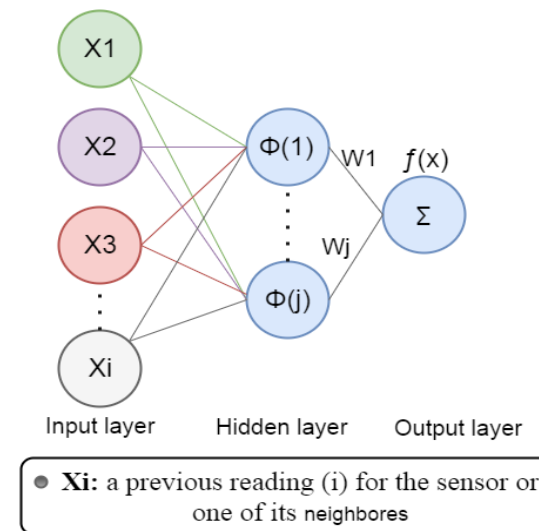 X1
X2
X3
Xi
Φ(1)
Φ(j)
W1
Wj
f(x)
Σ
Input layer
Hidden layer
Output layer
Xi: a previous reading (i) for the sensor or
one of its neighbores